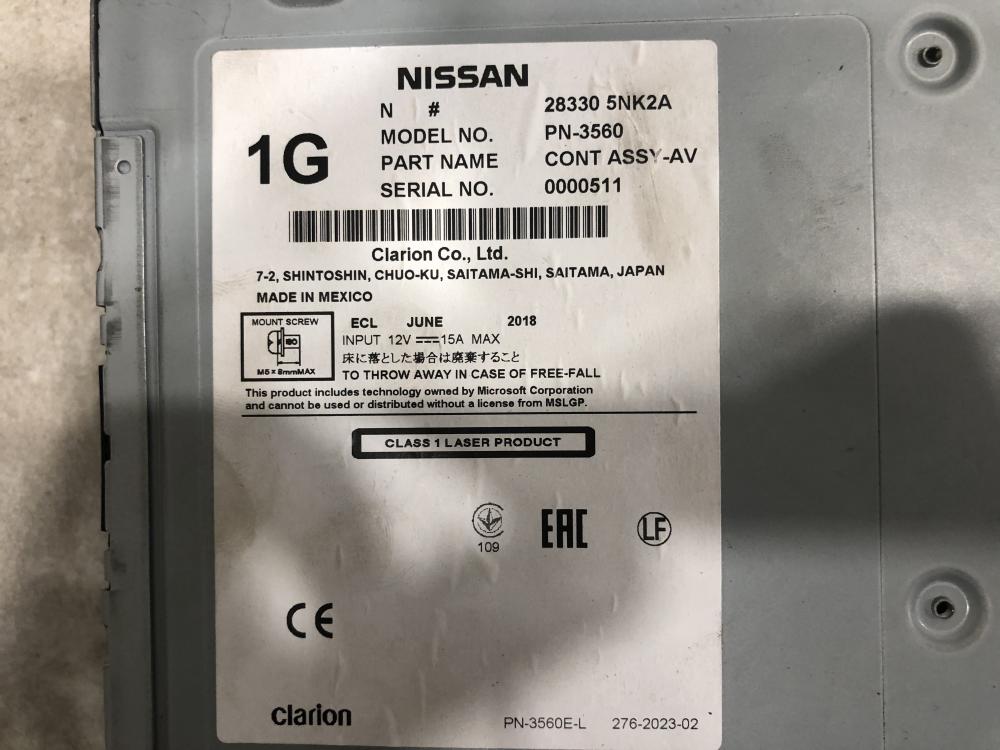 NISSAN
1G
N # 28330 5NK2A
MODEL NO. PN-3560
PART NAME CONT ASSY-AV
SERIAL NO. 0000511
Clarion Co., Ltd.
7-2, SHINTOSHIN, CHUO-KU, SAITAMA-SHI, SAITAMA, JAPAN
MADE IN MEXICO
MOUNT SCREW
ISO
M5 x 8mmMAX
ECL JUNE 2018
INPUT 12V ⎓ 15A MAX
床に落とした場合は廃棄すること
TO THROW AWAY IN CASE OF FREE-FALL
This product includes technology owned by Microsoft Corporation
and cannot be used or distributed without a license from MSLGP.
CLASS 1 LASER PRODUCT
109
EAC
LF
CE
clarion
PN-3560E-L 276-2023-02